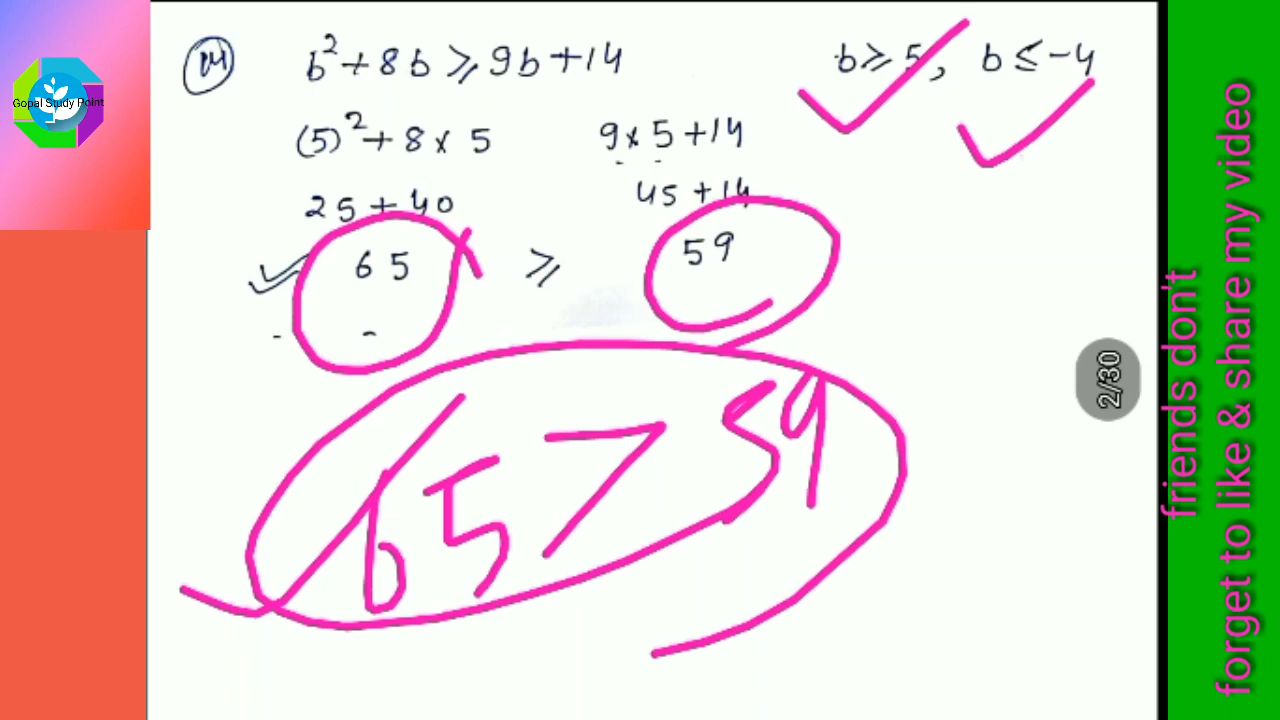 Gopal Study Point
04 b² + 8b ≥ 9b + 14 b ≥ 5, b ≤ -4
(5)² + 8 × 5 9 × 5 + 14
25 + 40 45 + 14
65 ≥ 59
65 > 59
2/30
friends don't
forget to like & share my video